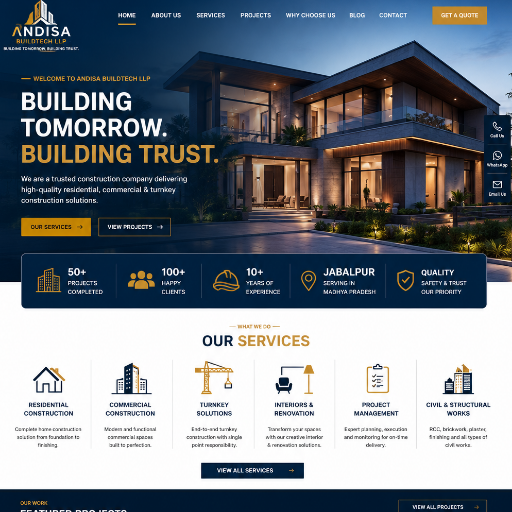 ANDISA
BUILDTECH LLP
BUILDING TOMORROW. BUILDING TRUST.
HOME
ABOUT US
SERVICES
PROJECTS
WHY CHOOSE US
BLOG
CONTACT
GET A QUOTE
WELCOME TO ANDISA BUILDTECH LLP
BUILDING
TOMORROW.
BUILDING TRUST.
We are a trusted construction company delivering
high-quality residential, commercial & turnkey
construction solutions.
OUR SERVICES →
VIEW PROJECTS →
Call Us
WhatsApp
Email Us
50+
PROJECTS
COMPLETED
100+
HAPPY
CLIENTS
10+
YEARS OF
EXPERIENCE
JABALPUR
SERVING IN
MADHYA PRADESH
QUALITY
SAFETY & TRUST
OUR PRIORITY
WHAT WE DO
OUR SERVICES
RESIDENTIAL
CONSTRUCTION
Complete home construction
solution from foundation to
finishing.
COMMERCIAL
CONSTRUCTION
Modern and functional
commercial spaces
built to perfection.
TURNKEY
SOLUTIONS
End-to-end turnkey
construction with single
point responsibility.
INTERIORS &
RENOVATION
Transform your spaces
with our creative interior
& renovation solutions.
PROJECT
MANAGEMENT
Expert planning, execution
and monitoring for on-time
delivery.
CIVIL & STRUCTURAL
WORKS
RCC, brickwork, plaster,
finishing and all types of
civil works.
VIEW ALL SERVICES →
OUR WORK
FEATURED PROJECTS
VIEW ALL PROJECTS →